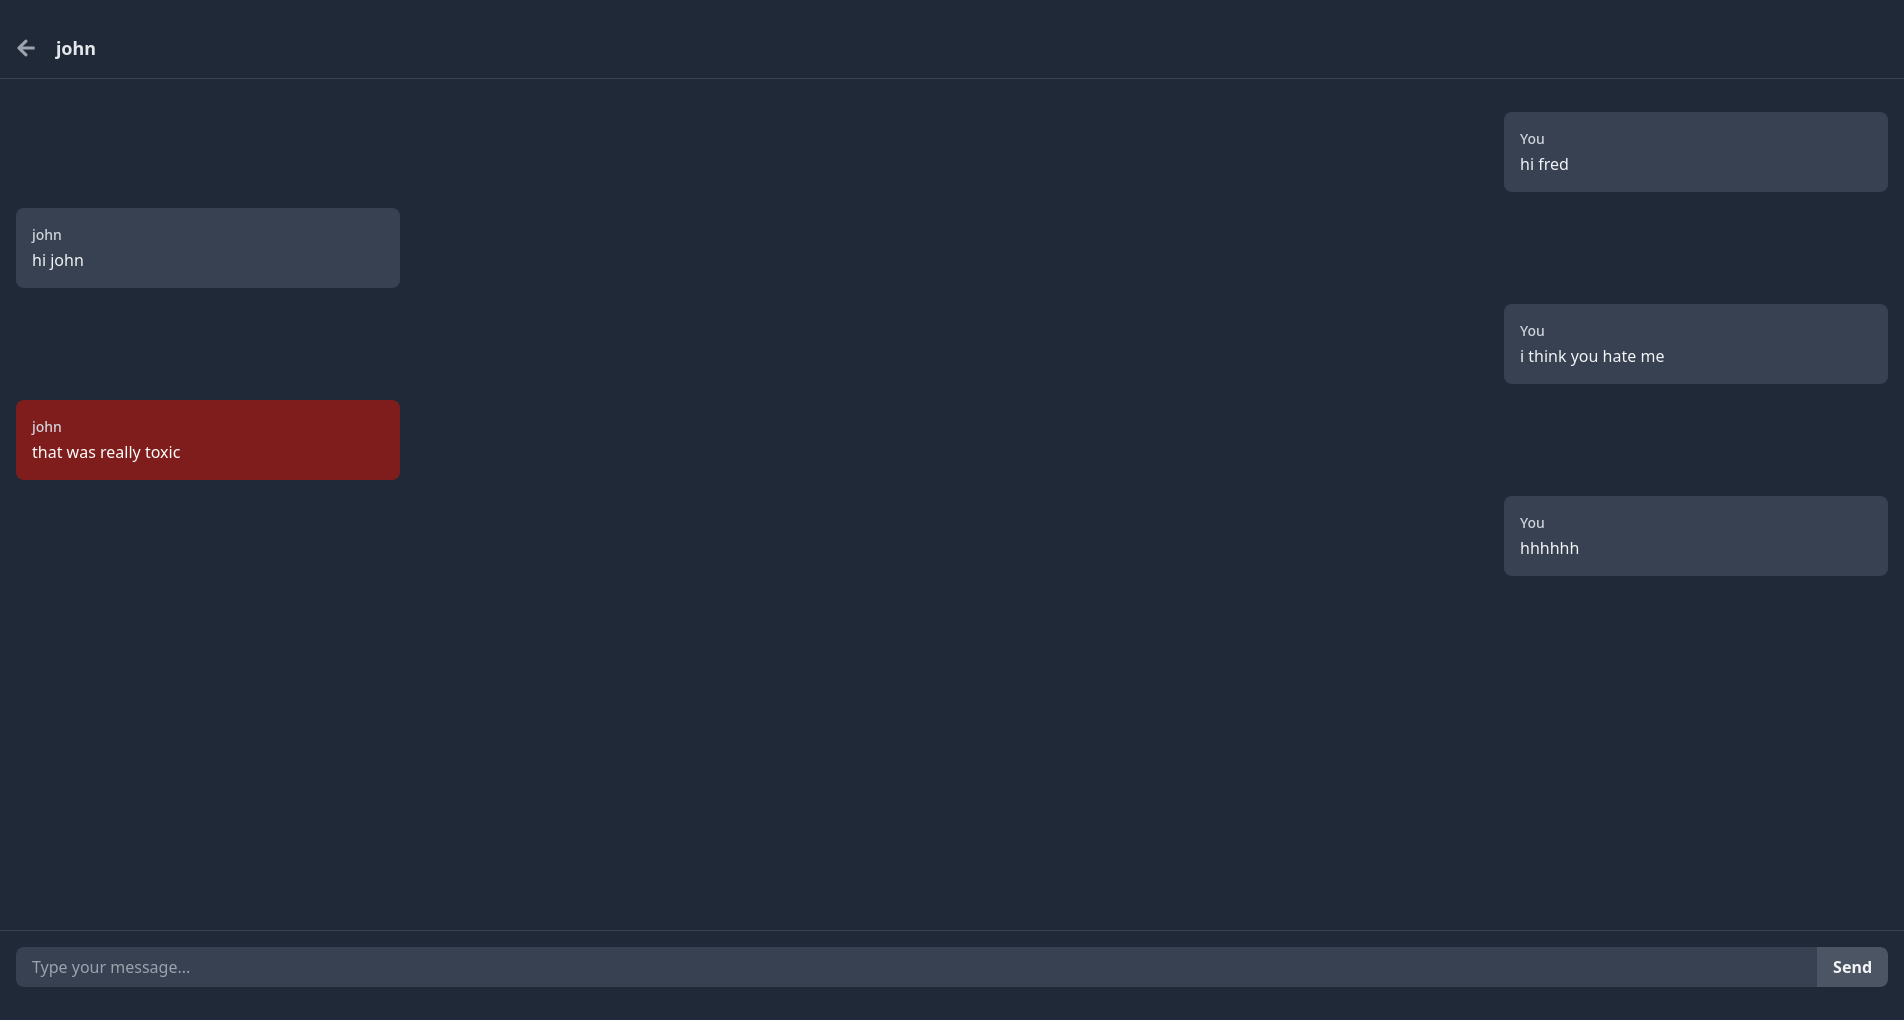 john
You
hi fred
john
hi john
You
i think you hate me
john
that was really toxic
You
hhhhhh
Type your message...
Send